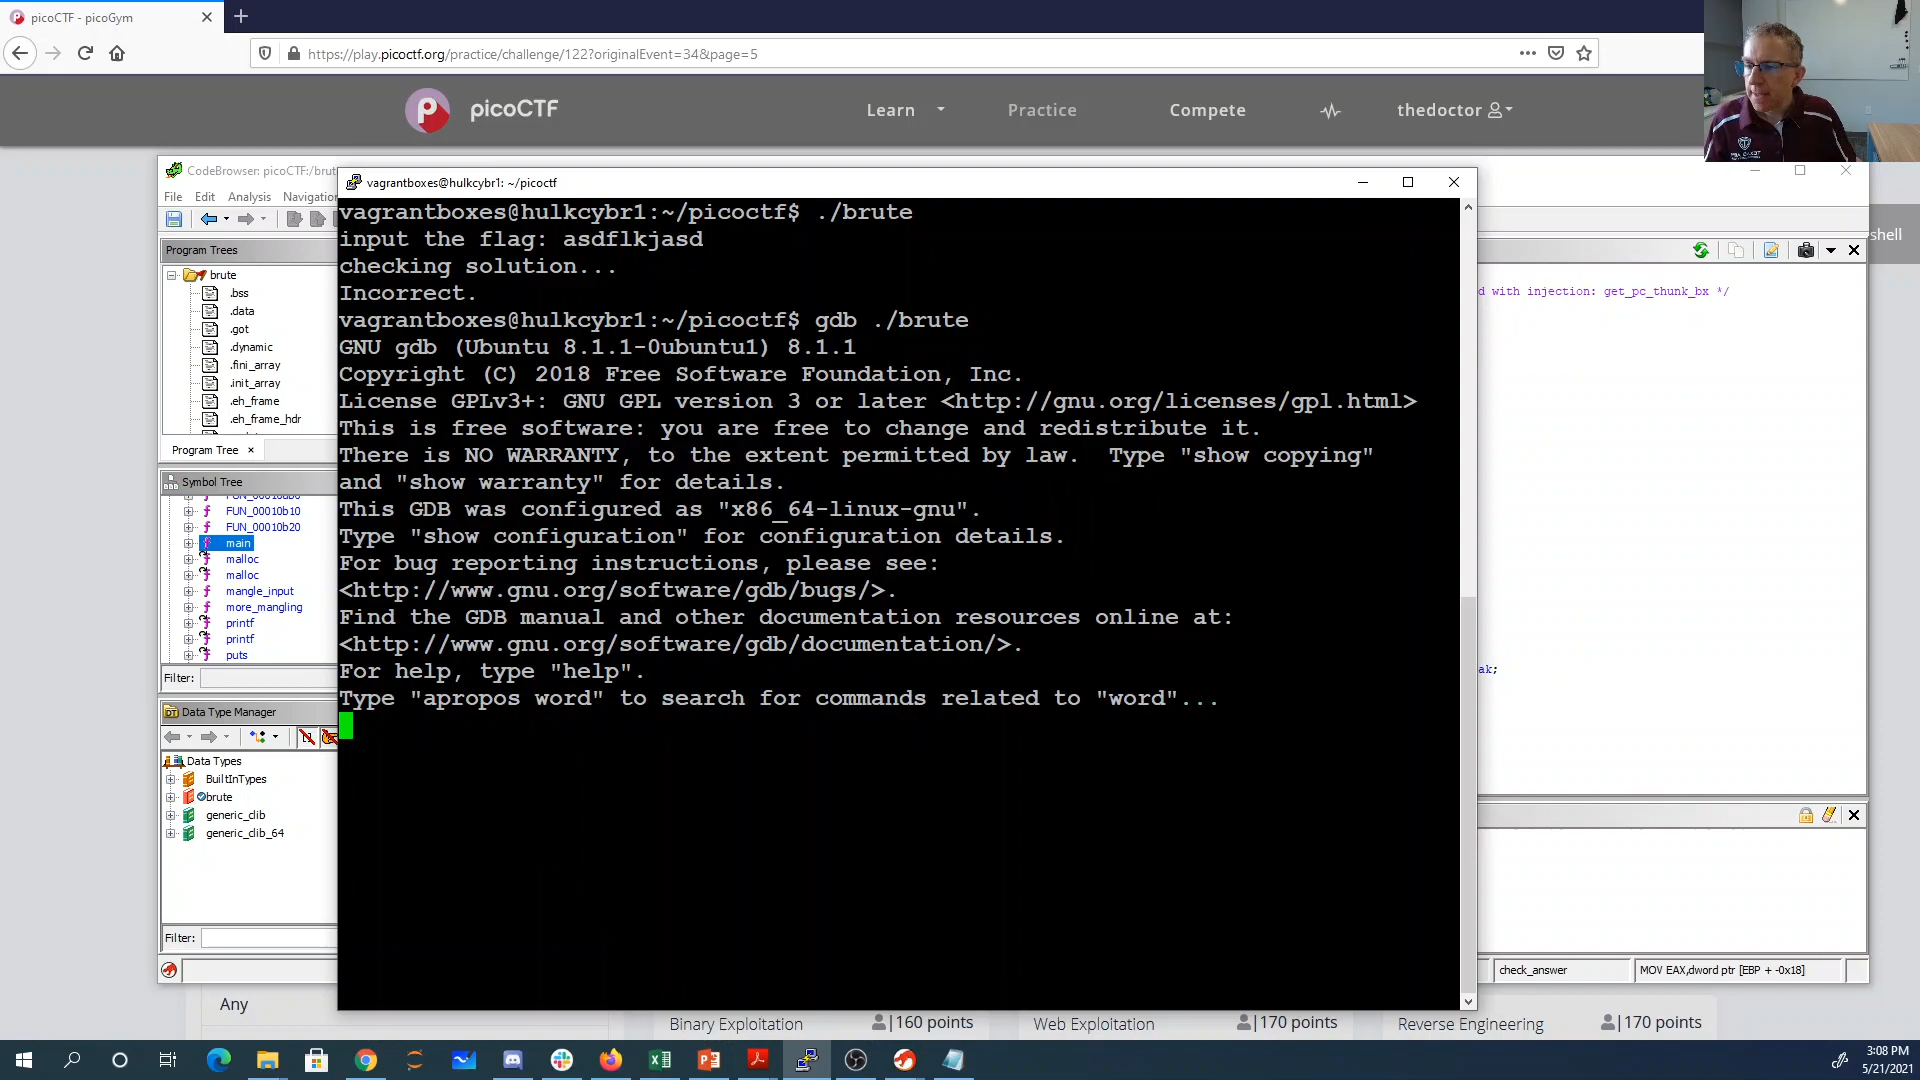 picoCTF - picoGym
https://play.picoctf.org/practice/challenge/122?originalEvent=34&page=5
picoCTF
Learn
Practice
Compete
thedoctor
CodeBrowser: picoCTF:/brut
File Edit Analysis Navigatio
Program Trees
brute
.bss
.data
.got
.dynamic
.fini_array
.init_array
.eh_frame
.eh_frame_hdr
Program Tree
Symbol Tree
FUN_00010b10
FUN_00010b20
main
malloc
malloc
mangle_input
more_mangling
printf
printf
puts
Filter:
Data Type Manager
Data Types
BuiltInTypes
brute
generic_clib
generic_clib_64
Filter:
vagrantboxes@hulkcybr1: ~/picoctf
vagrantboxes@hulkcybr1:~/picoctf$ ./brute
input the flag: asdflkjasd
checking solution...
Incorrect.
vagrantboxes@hulkcybr1:~/picoctf$ gdb ./brute
GNU gdb (Ubuntu 8.1.1-0ubuntu1) 8.1.1
Copyright (C) 2018 Free Software Foundation, Inc.
License GPLv3+: GNU GPL version 3 or later <http://gnu.org/licenses/gpl.html>
This is free software: you are free to change and redistribute it.
There is NO WARRANTY, to the extent permitted by law.  Type "show copying"
and "show warranty" for details.
This GDB was configured as "x86_64-linux-gnu".
Type "show configuration" for configuration details.
For bug reporting instructions, please see:
<http://www.gnu.org/software/gdb/bugs/>.
Find the GDB manual and other documentation resources online at:
<http://www.gnu.org/software/gdb/documentation/>.
For help, type "help".
Type "apropos word" to search for commands related to "word"...
shell
d with injection: get_pc_thunk_bx */
ak;
check_answer
MOV EAX,dword ptr [EBP + -0x18]
Any
Binary Exploitation
160 points
Web Exploitation
170 points
Reverse Engineering
170 points
3:08 PM
5/21/2021